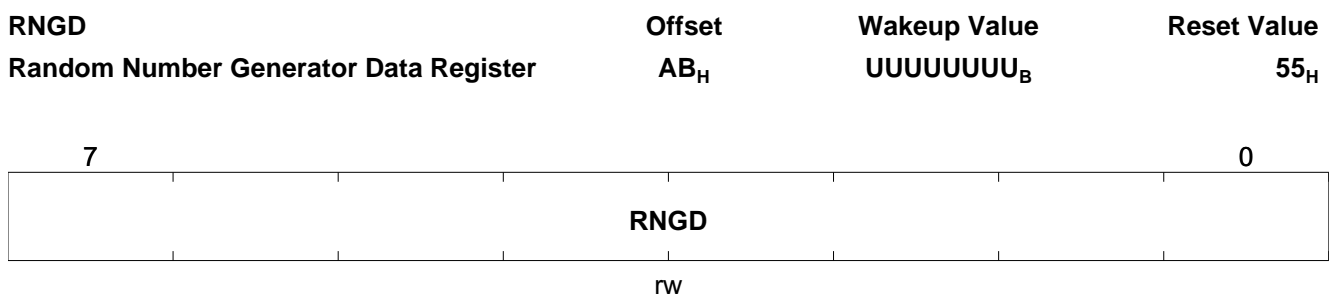 RNGD Offset Wakeup Value Reset Value
Random Number Generator Data Register ABH UUUUUUUUB 55H
7 0
RNGD
rw